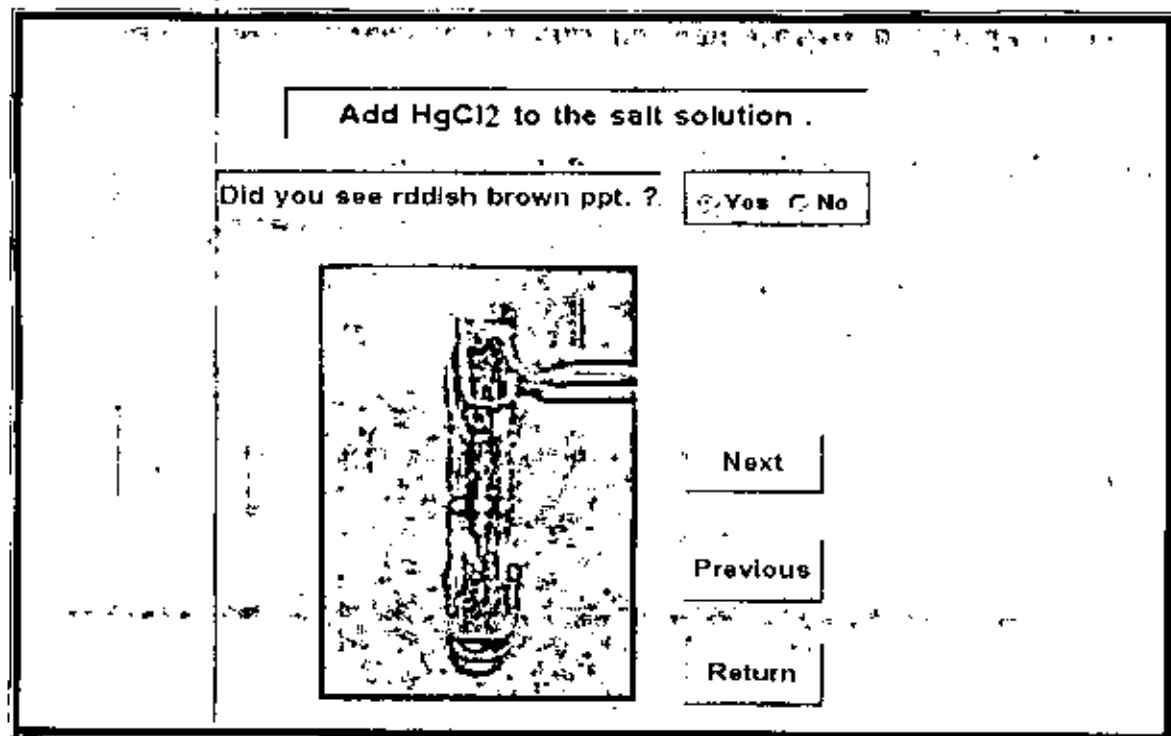 Add HgCl2 to the salt solution .
Did you see rddish brown ppt. ? Yes No
Next
Previous
Return